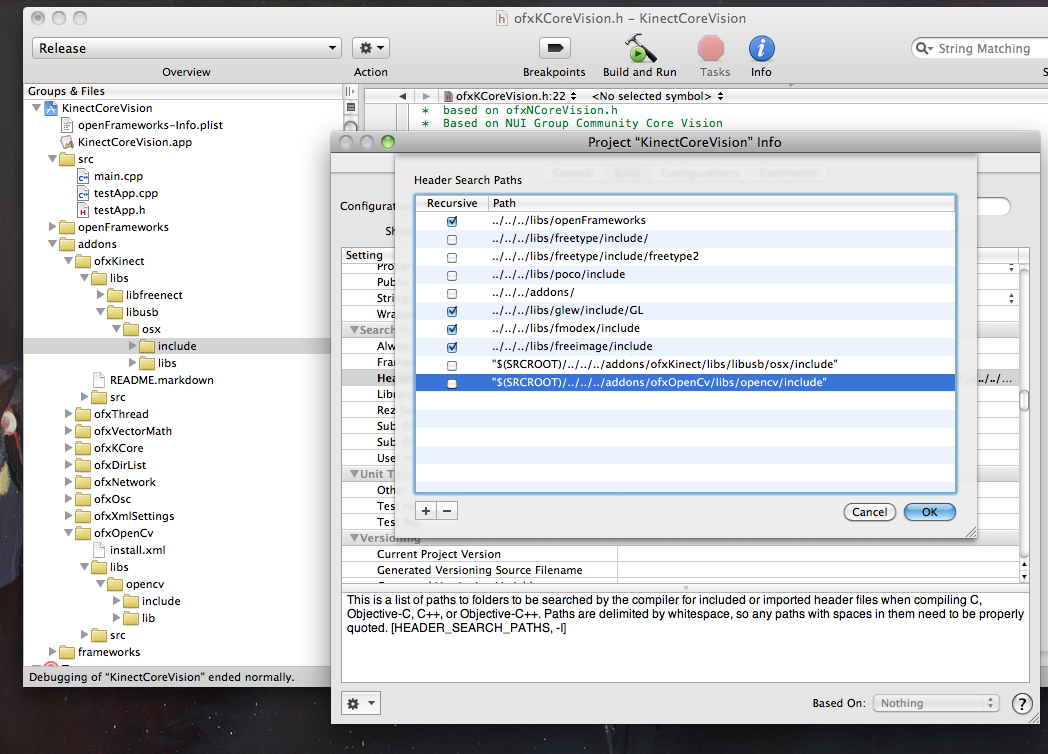 ofxKCoreVision.h – KinectCoreVision
Release
String Matching
Overview
Action
Breakpoints
Build and Run
Tasks
Info
Groups & Files
ofxKCoreVision.h:22
<No selected symbol>
KinectCoreVision
* based on ofxNCoreVision.h
openFrameworks-Info.plist
* Based on NUI Group Community Core Vision
KinectCoreVision.app
Project "KinectCoreVision" Info
src
main.cpp
General Build Configurations Comments
testApp.cpp
Header Search Paths
testApp.h
Configurat
Recursive Path
openFrameworks
../../../libs/openFrameworks
addons
Sh
../../../libs/freetype/include/
ofxKinect
Setting
../../../libs/freetype/include/freetype2
libs
Pro
../../../libs/poco/include
Pub
libfreenect
../../../addons/
Stri
libusb
../../../libs/glew/include/GL
Wra
osx
../../../libs/fmodex/include
Search
include
../../../libs/freeimage/include
Alw
libs
"$(SRCROOT)/../../../addons/ofxKinect/libs/libusb/osx/include"
Fran
README.markdown
"$(SRCROOT)/../../../addons/ofxOpenCv/libs/opencv/include"
Hea
../../...
src
Libr
ofxThread
Rez
ofxVectorMath
Sub
ofxKCore
Sub
ofxDirList
Use
ofxNetwork
Unit T
ofxOsc
Oth
ofxXmlSettings
Tes
Cancel
OK
ofxOpenCv
Tes
Versioning
install.xml
Current Project Version
libs
Generated Versioning Source Filename
opencv
include
This is a list of paths to folders to be searched by the compiler for included or imported header files when compiling C,
Objective-C, C++, or Objective-C++. Paths are delimited by whitespace, so any paths with spaces in them need to be properly
quoted. [HEADER_SEARCH_PATHS, -I]
lib
src
frameworks
Debugging of "KinectCoreVision" ended normally.
Based On:
Nothing
?